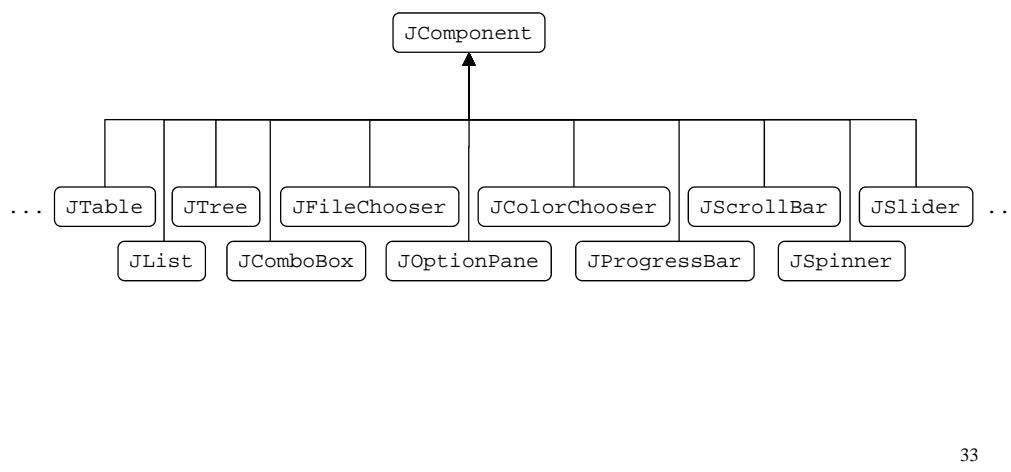 JComponent
... JTable JTree JFileChooser JColorChooser JScrollBar JSlider ..
JList JComboBox JOptionPane JProgressBar JSpinner
33